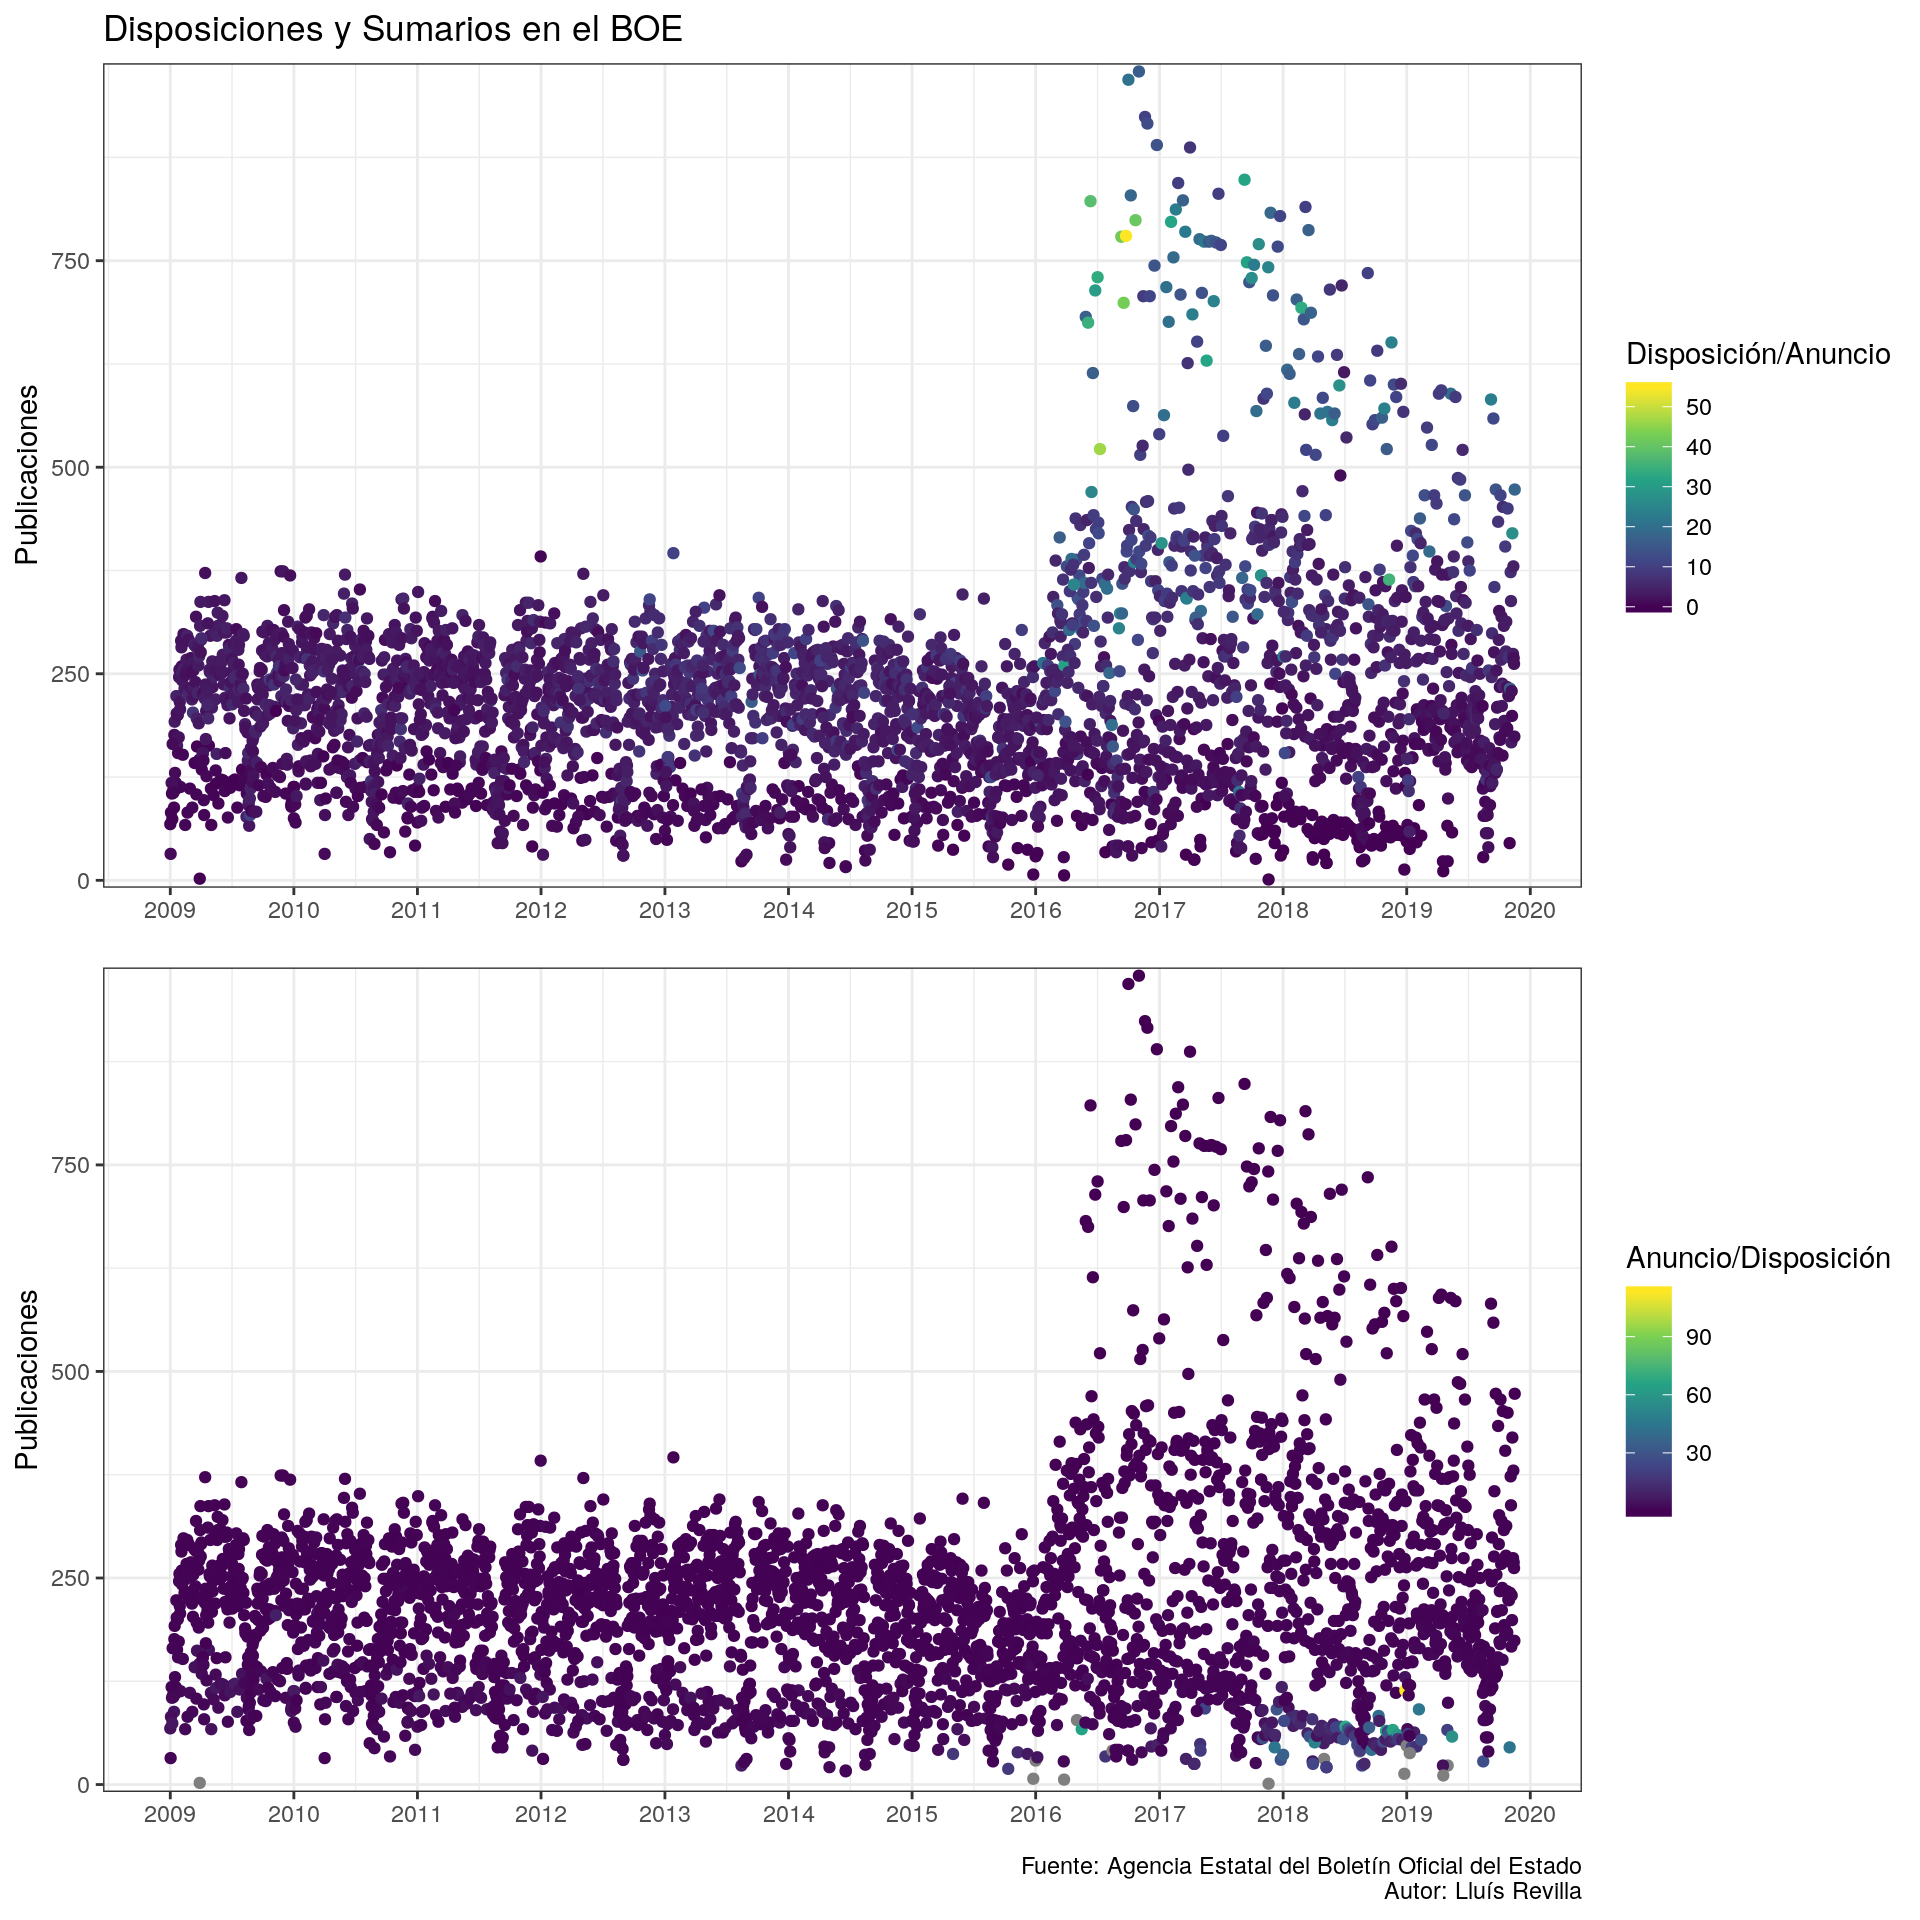 Disposiciones y Sumarios en el BOE
Publicaciones
750
500
250
0
2009 2010 2011 2012 2013 2014 2015 2016 2017 2018 2019 2020
Disposición/Anuncio
50
40
30
20
10
0
Publicaciones
750
500
250
0
2009 2010 2011 2012 2013 2014 2015 2016 2017 2018 2019 2020
Anuncio/Disposición
90
60
30
Fuente: Agencia Estatal del Boletín Oficial del Estado
Autor: Lluís Revilla